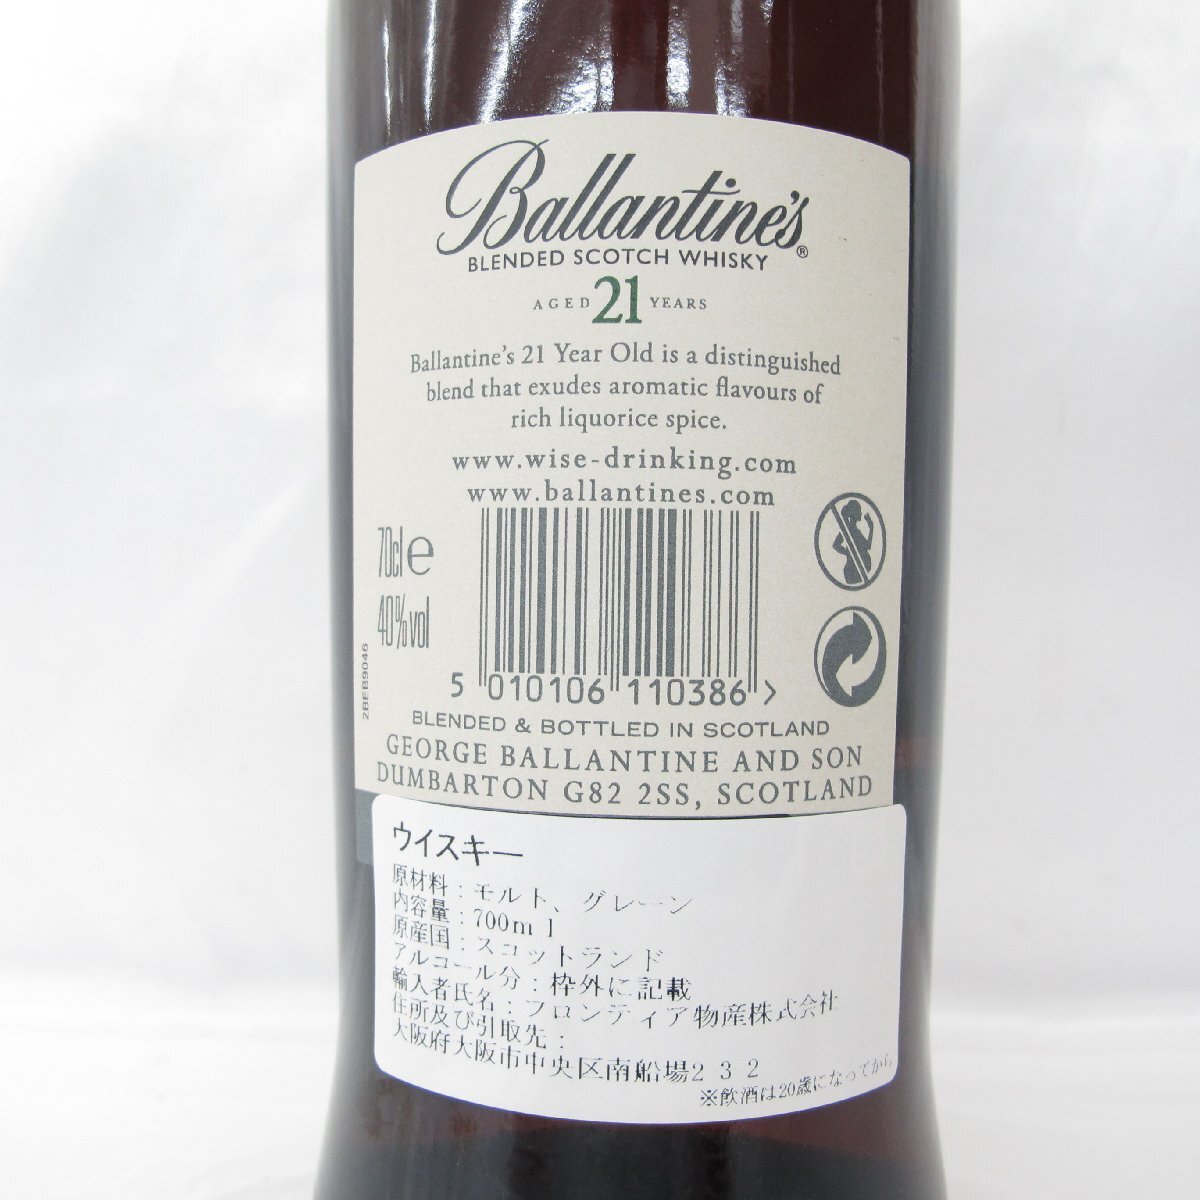 Ballantine's®
BLENDED SCOTCH WHISKY
AGED 21 YEARS
Ballantine's 21 Year Old is a distinguished
blend that exudes aromatic flavours of
rich liquorice spice.
www.wise-drinking.com
www.ballantines.com
70cl e
40%vol
2BEB9046
5 010106 110386 >
BLENDED & BOTTLED IN SCOTLAND
GEORGE BALLANTINE AND SON
DUMBARTON G82 2SS, SCOTLAND
ウイスキー
原材料：モルト、グレーン
内容量：700ml
原産国：スコットランド
アルコール分：枠外に記載
輸入者氏名：フロンティア物産株式会社
住所及び引取先：
大阪府大阪市中央区南船場2-3-2
※飲酒は20歳になってから